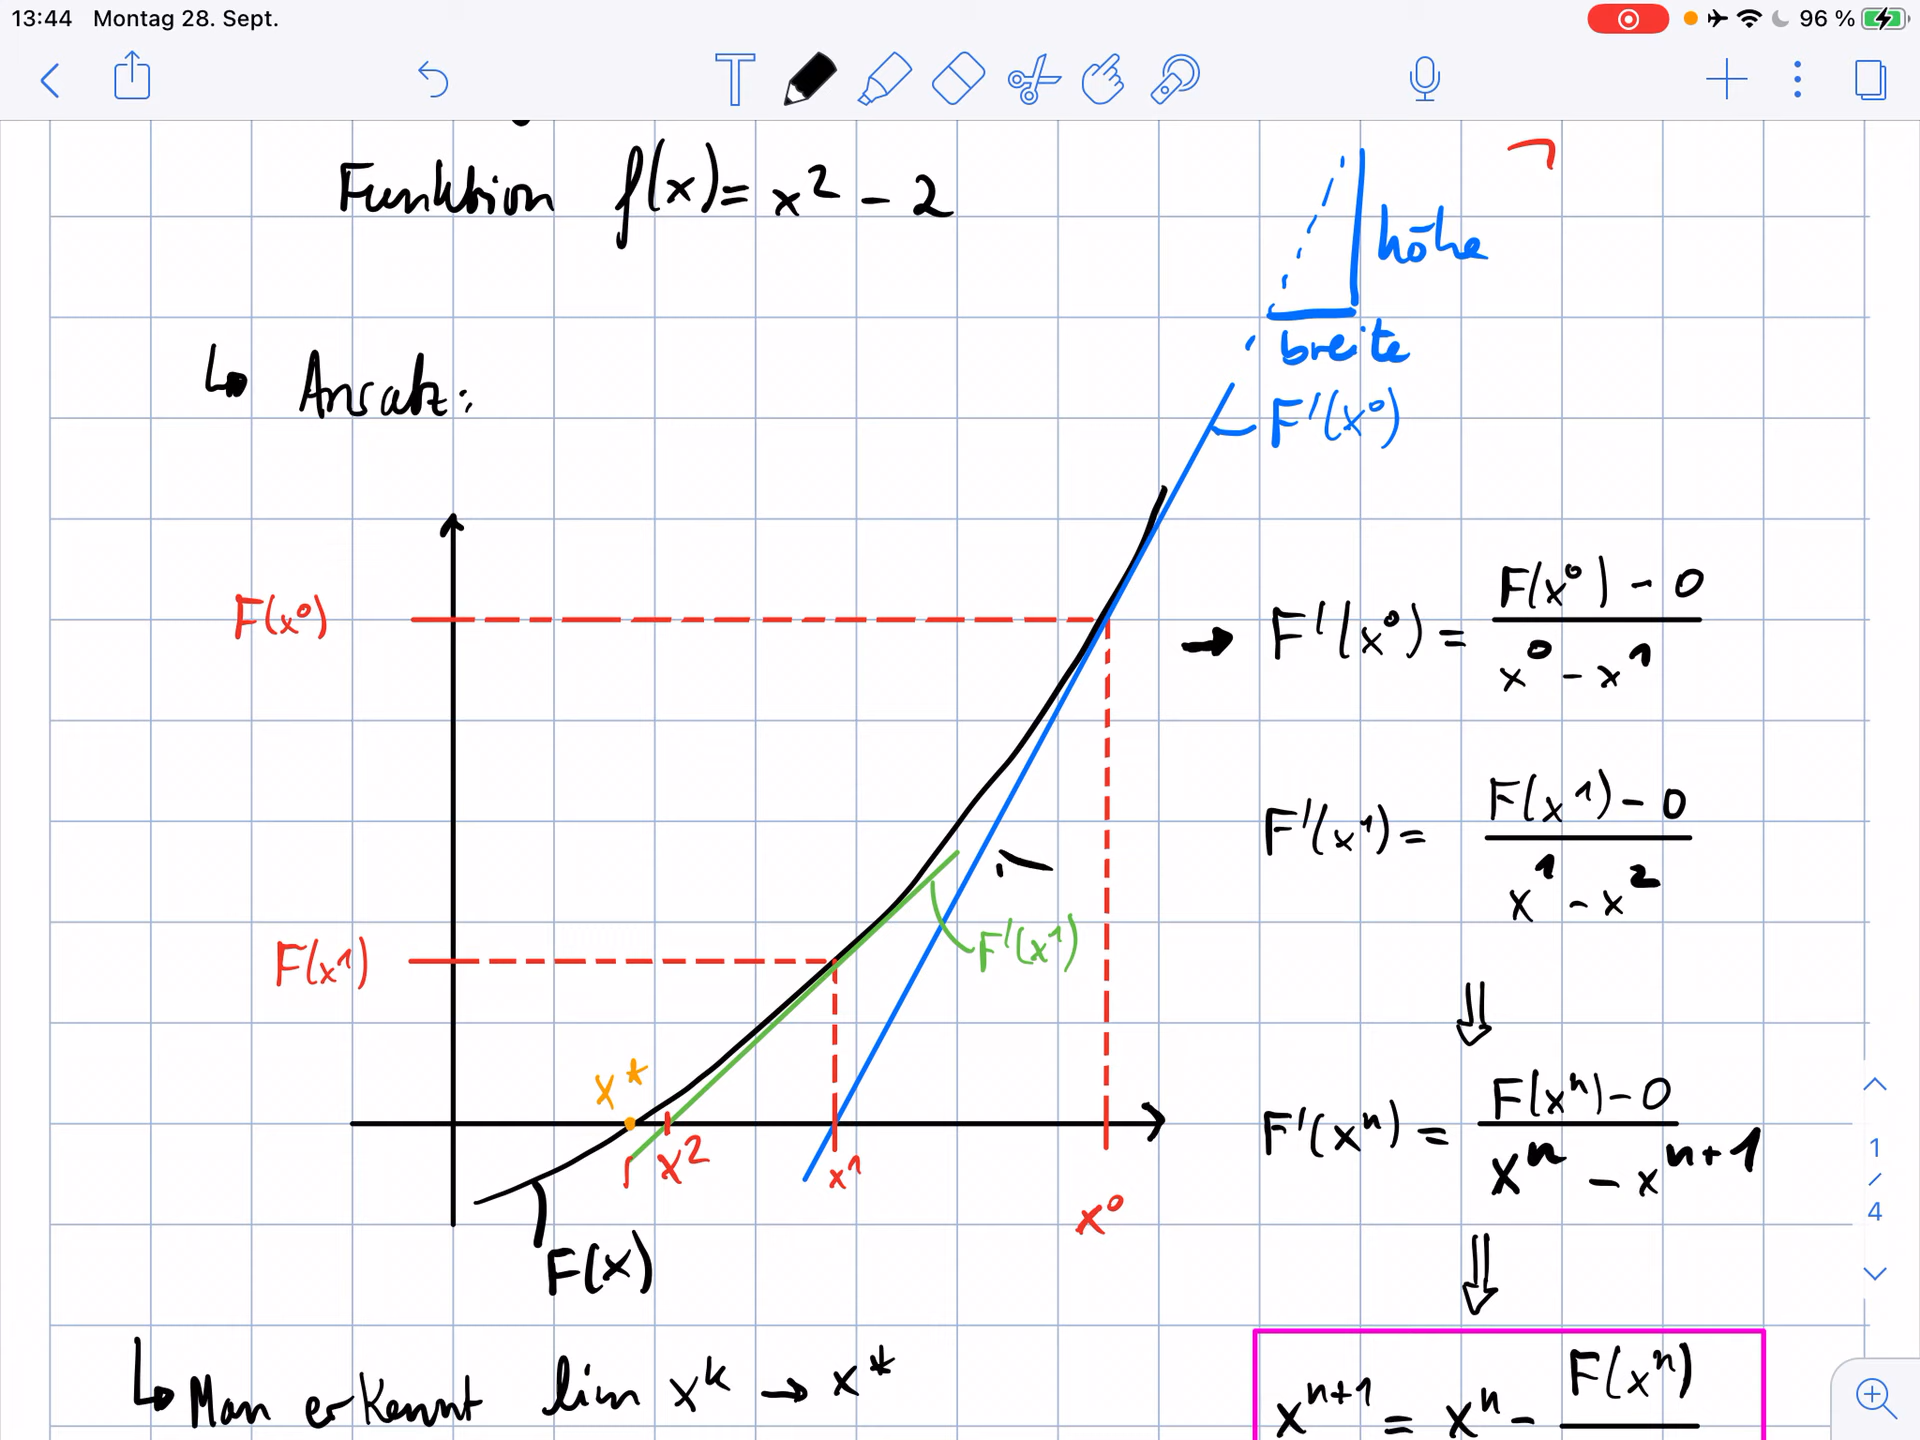 13:44 Montag 28. Sept. 96 %
Funktion f(x) = x² - 2
höhe
breite
↳ Ansatz:
F'(x⁰)
F(x⁰)
→ F'(x⁰) = (F(x⁰) - 0) / (x⁰ - x¹)
F'(x¹) = (F(x¹) - 0) / (x¹ - x²)
F'(x¹)
F(x¹)
⇓
x*
F'(xⁿ) = (F(xⁿ) - 0) / (xⁿ - xⁿ⁺¹)
x² x¹ x⁰
1
/
4
F(x)
⇓
↳ Man erkennt lim xᵏ → x*
xⁿ⁺¹ = xⁿ - F(xⁿ)